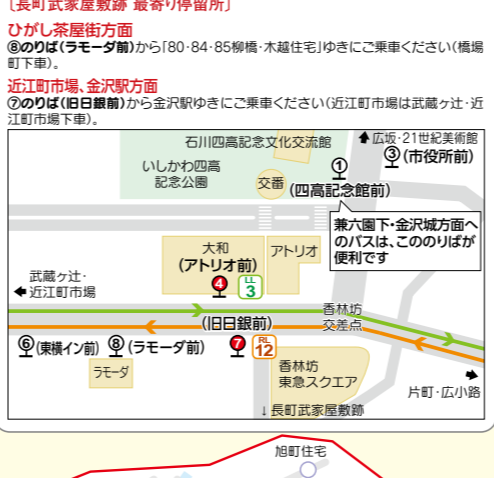 ［長町武家屋敷跡 最寄り停留所］
ひがし茶屋街方面
⑧のりば(ラモーダ前)から「80・84・85柳橋・木越住宅」ゆきにご乗車ください(橋場
町下車)。
近江町市場、金沢駅方面
⑦のりば(旧日銀前)から金沢駅ゆきにご乗車ください(近江町市場は武蔵ヶ辻・近
江町市場下車)。
石川四高記念文化交流館
広坂・21世紀美術館
③(市役所前)
いしかわ四高
記念公園
交番
①
(四高記念館前)
兼六園下・金沢城方面へ
のバスは、こののりばが
便利です
大和
(アトリオ前)
アトリオ
④
LL
3
武蔵ヶ辻・
近江町市場
香林坊
交差点
(旧日銀前)
⑥(東横イン前)
⑧(ラモーダ前)
⑦
RL
12
ラモーダ
香林坊
東急スクエア
片町・広小路
↓長町武家屋敷跡
旭町住宅